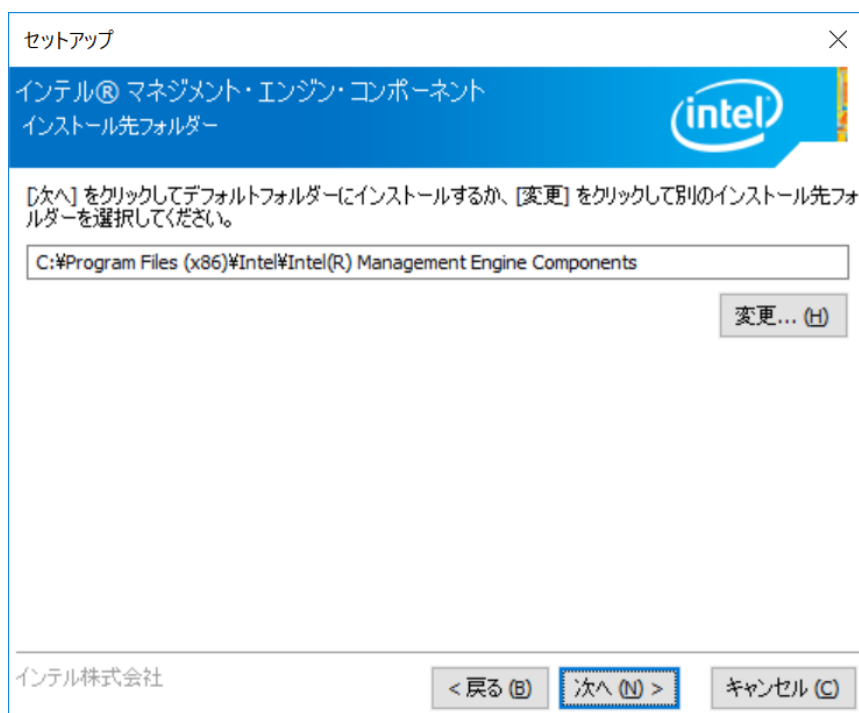 セットアップ
インテル® マネジメント・エンジン・コンポーネント
インストール先フォルダー
intel
[次へ] をクリックしてデフォルトフォルダーにインストールするか、[変更] をクリックして別のインストール先フォ
ルダーを選択してください。
C:¥Program Files (x86)¥Intel¥Intel(R) Management Engine Components
変更... (H)
インテル株式会社
< 戻る (B)
次へ (N) >
キャンセル (C)